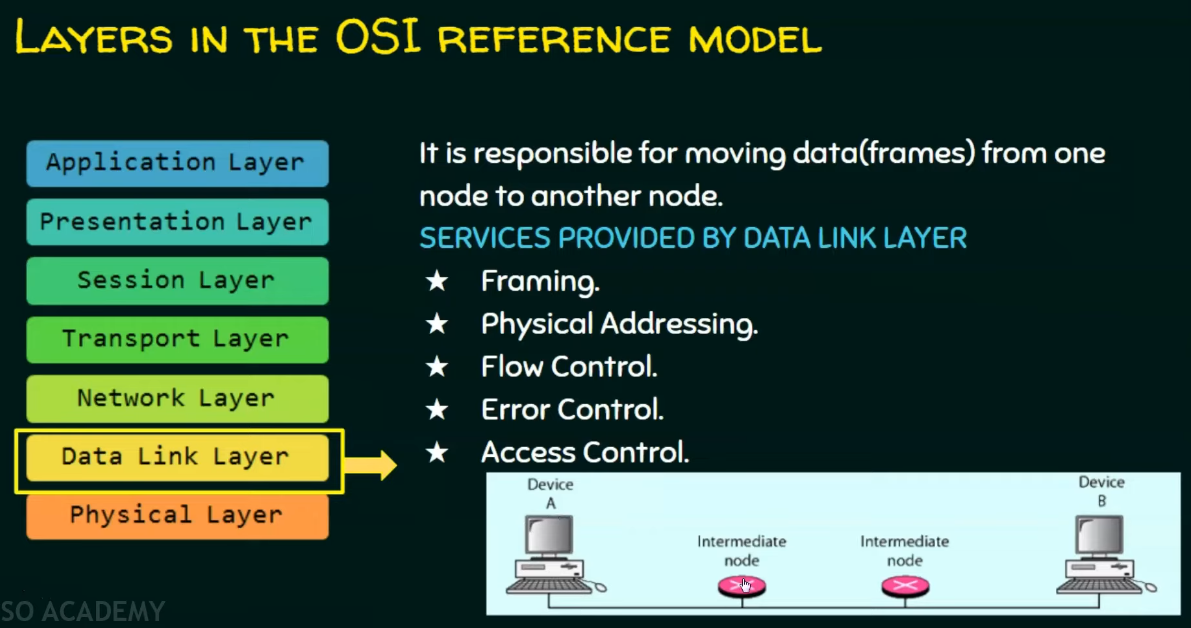 LAYERS IN THE OSI REFERENCE MODEL
Application Layer
Presentation Layer
Session Layer
Transport Layer
Network Layer
Data Link Layer
Physical Layer
It is responsible for moving data(frames) from one
node to another node.
SERVICES PROVIDED BY DATA LINK LAYER
★ Framing.
★ Physical Addressing.
★ Flow Control.
★ Error Control.
★ Access Control.
Device
A
Intermediate
node
Intermediate
node
Device
B
SO ACADEMY